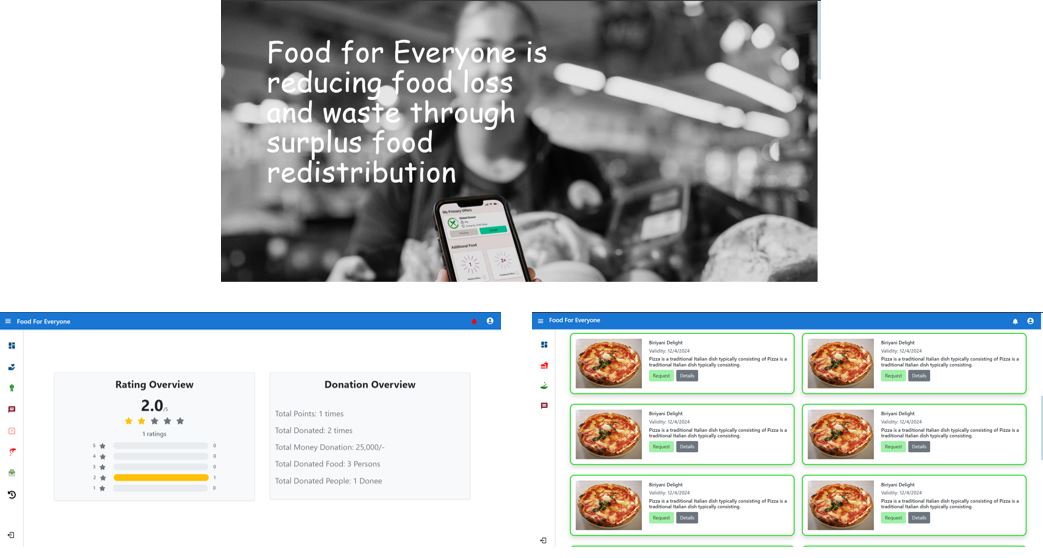 Food for Everyone is
reducing food loss
and waste through
surplus food
redistribution
My Primary Offers
Additional Food
Food For Everyone
Rating Overview
2.0/5
1 ratings
5 0
4 0
3 0
2 1
1 0
Donation Overview
Total Points: 1 times
Total Donated: 2 times
Total Money Donation: 25,000/-
Total Donated Food: 3 Persons
Total Donated People: 1 Donee
Food For Everyone
Biriyani Delight
Validity: 12/4/2024
Pizza is a traditional Italian dish typically consisting of Pizza is a
traditional Italian dish typically consisting.
Request Details
Biriyani Delight
Validity: 12/4/2024
Pizza is a traditional Italian dish typically consisting of Pizza is a
traditional Italian dish typically consisting.
Request Details
Biriyani Delight
Validity: 12/4/2024
Pizza is a traditional Italian dish typically consisting of Pizza is a
traditional Italian dish typically consisting.
Request Details
Biriyani Delight
Validity: 12/4/2024
Pizza is a traditional Italian dish typically consisting of Pizza is a
traditional Italian dish typically consisting.
Request Details
Biriyani Delight
Validity: 12/4/2024
Pizza is a traditional Italian dish typically consisting of Pizza is a
traditional Italian dish typically consisting.
Request Details
Biriyani Delight
Validity: 12/4/2024
Pizza is a traditional Italian dish typically consisting of Pizza is a
traditional Italian dish typically consisting.
Request Details